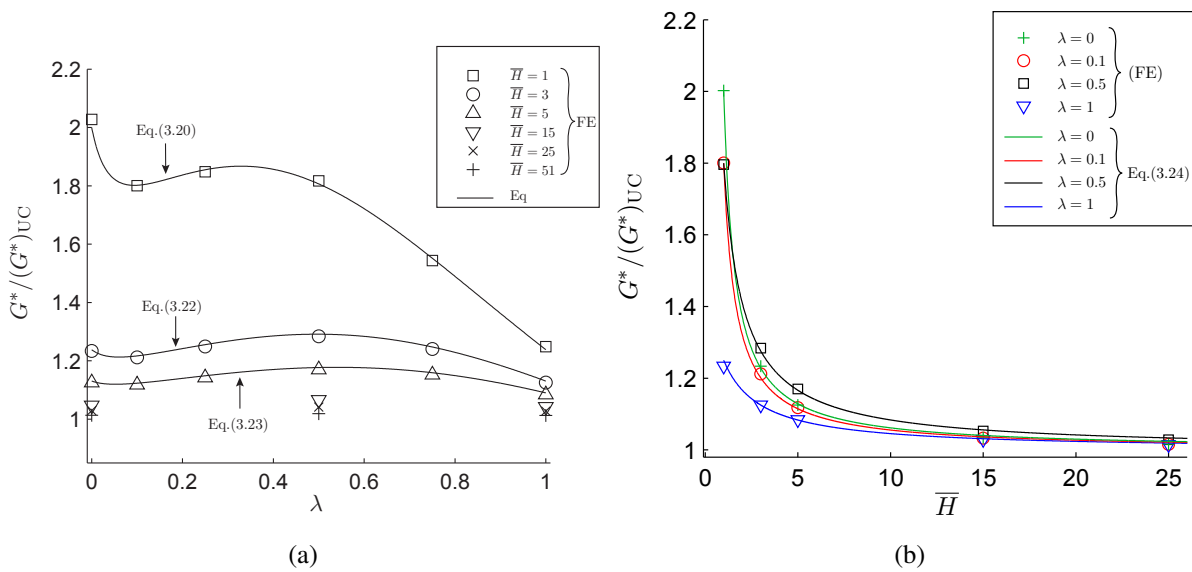 2.2
2
1.8
1.6
1.4
1.2
1
0
0.2
0.4
0.6
0.8
1
λ
G*/(G*)UC
Eq.(3.20)
Eq.(3.22)
Eq.(3.23)
H̅ = 1
H̅ = 3
H̅ = 5
H̅ = 15
H̅ = 25
H̅ = 51
FE
Eq
(a)
2.2
2
1.8
1.6
1.4
1.2
1
0
5
10
15
20
25
H̅
G*/(G*)UC
λ = 0
λ = 0.1
λ = 0.5
λ = 1
(FE)
λ = 0
λ = 0.1
λ = 0.5
λ = 1
Eq.(3.24)
(b)